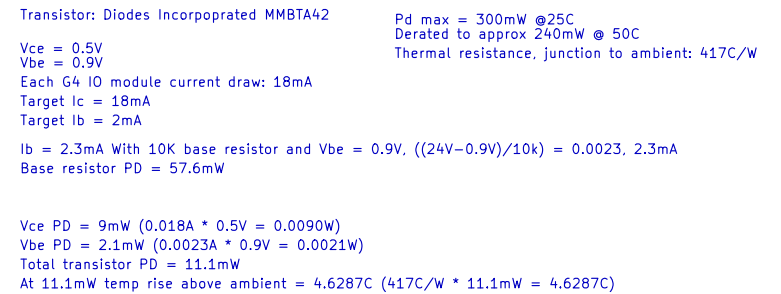 Transistor: Diodes Incorpoprated MMBTA42
Pd max = 300mW @25C
Derated to approx 240mW @ 50C
Thermal resistance, junction to ambient: 417C/W
Vce = 0.5V
Vbe = 0.9V
Each G4 IO module current draw: 18mA
Target Ic = 18mA
Target Ib = 2mA
Ib = 2.3mA With 10K base resistor and Vbe = 0.9V, ((24V-0.9V)/10k) = 0.0023, 2.3mA
Base resistor PD = 57.6mW
Vce PD = 9mW (0.018A * 0.5V = 0.0090W)
Vbe PD = 2.1mW (0.0023A * 0.9V = 0.0021W)
Total transistor PD = 11.1mW
At 11.1mW temp rise above ambient = 4.6287C (417C/W * 11.1mW = 4.6287C)